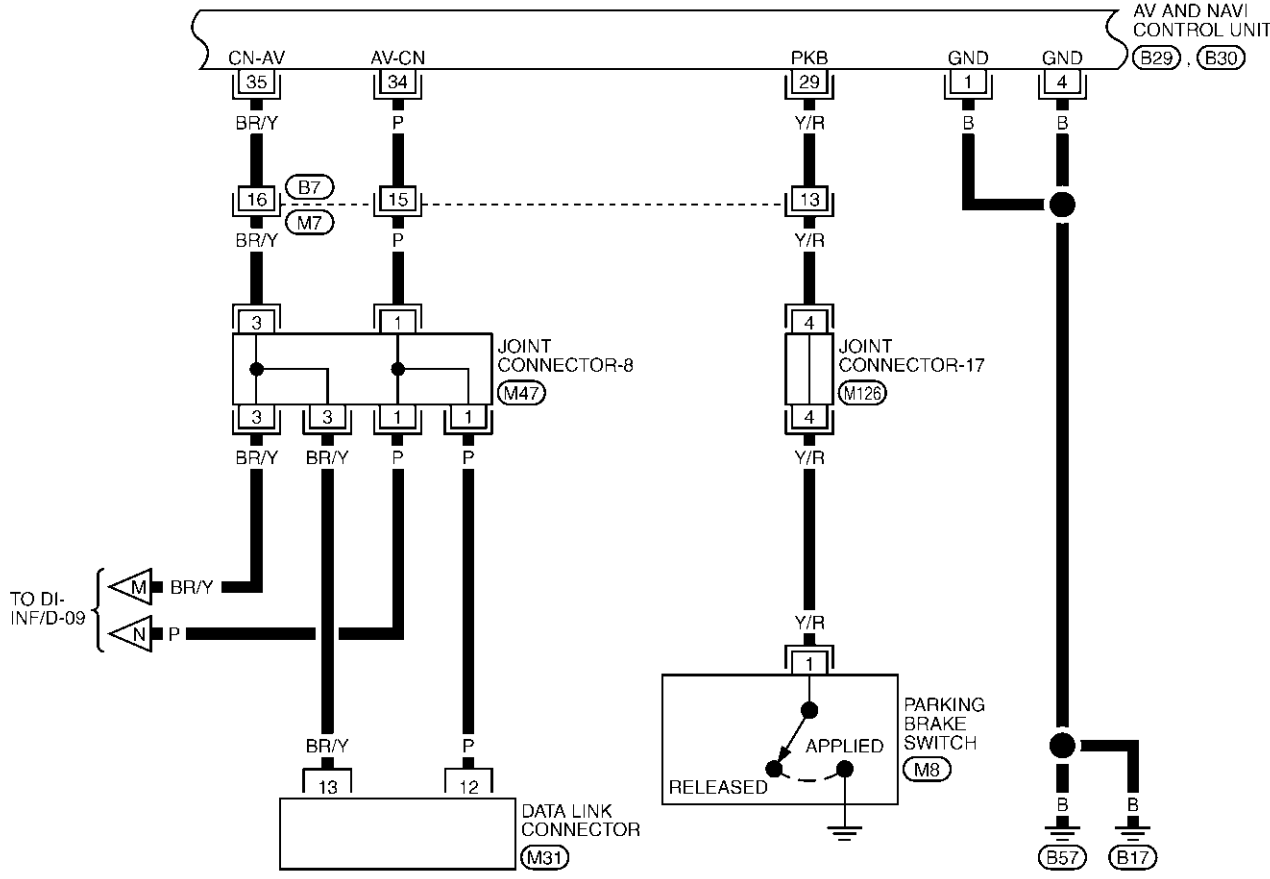 AV AND NAVI
CONTROL UNIT
B29 , B30
CN-AV AV-CN PKB GND GND
35 34 29 1 4
BR/Y P Y/R B B
16 B7 15 13
M7
BR/Y P Y/R
3 1 4
JOINT
CONNECTOR-8
M47
JOINT
CONNECTOR-17
M126
3 3 1 1 4
BR/Y BR/Y P P Y/R
TO DI-
INF/D-09
M BR/Y
N P
Y/R
1
PARKING
BRAKE
SWITCH
M8
APPLIED
RELEASED
BR/Y P
13 12
DATA LINK
CONNECTOR
M31
B B
B57 B17